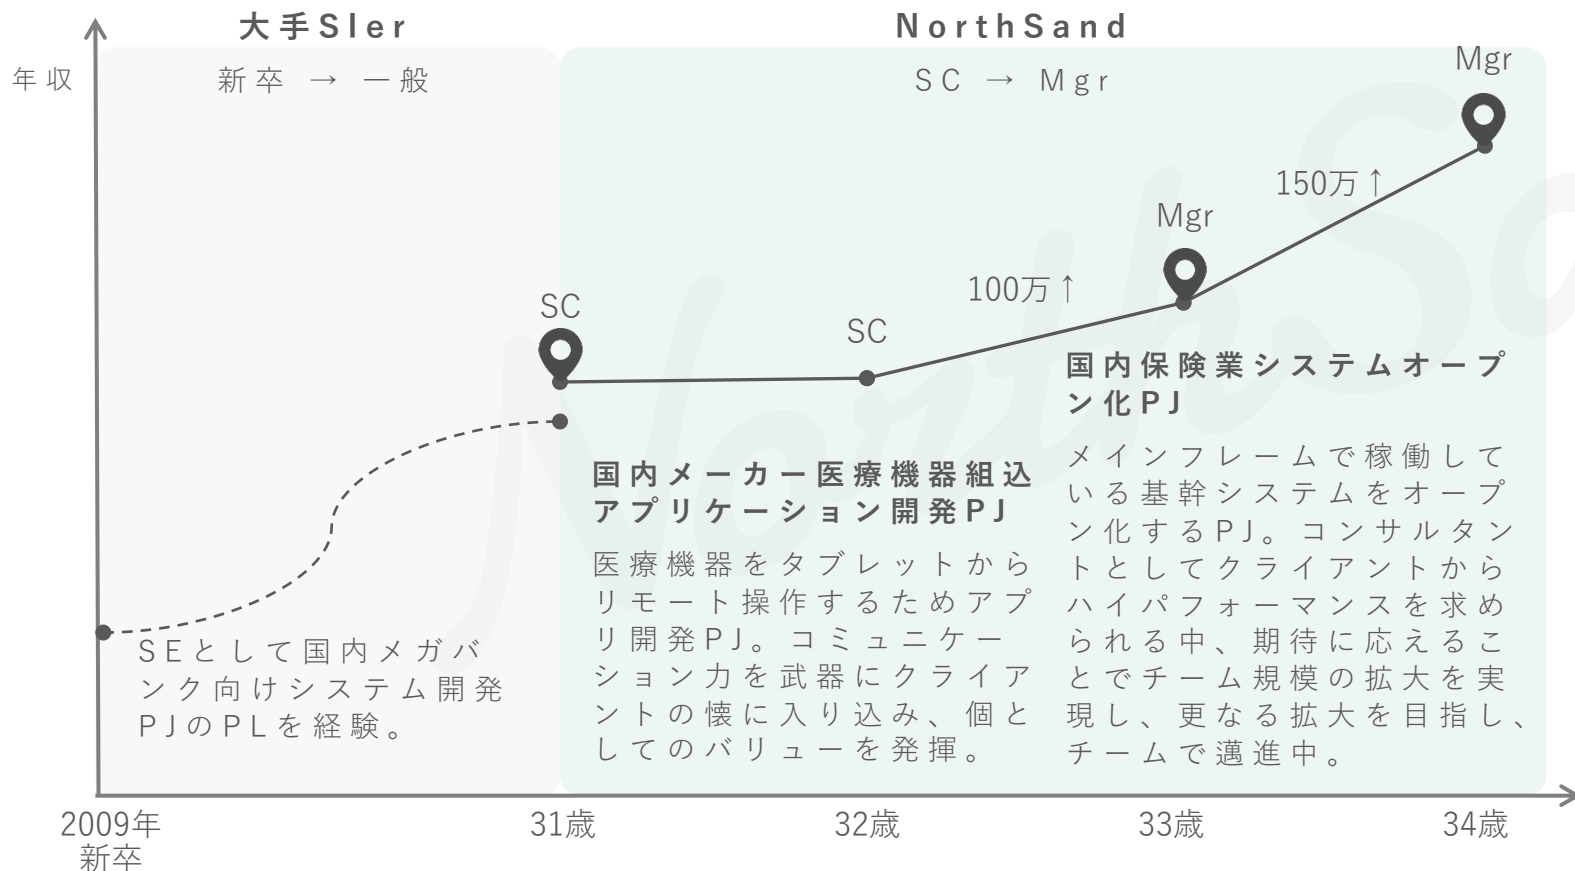 大手SIer
NorthSand
年収
新卒 → 一般
SC → Mgr
Mgr
150万↑
Mgr
100万↑
SC
SC
国内保険業システムオープ
ン化PJ
メインフレームで稼働して
いる基幹システムをオープ
ン化するPJ。コンサルタン
トとしてクライアントから
ハイパフォーマンスを求め
られる中、期待に応えるこ
とでチーム規模の拡大を実
現し、更なる拡大を目指し、
チームで邁進中。
国内メーカー医療機器組込
アプリケーション開発PJ
医療機器をタブレットから
リモート操作するためアプ
リ開発PJ。コミュニケー
ション力を武器にクライア
ントの懐に入り込み、個と
してのバリューを発揮。
SEとして国内メガバ
ンク向けシステム開発
PJのPLを経験。
2009年
新卒
31歳
32歳
33歳
34歳